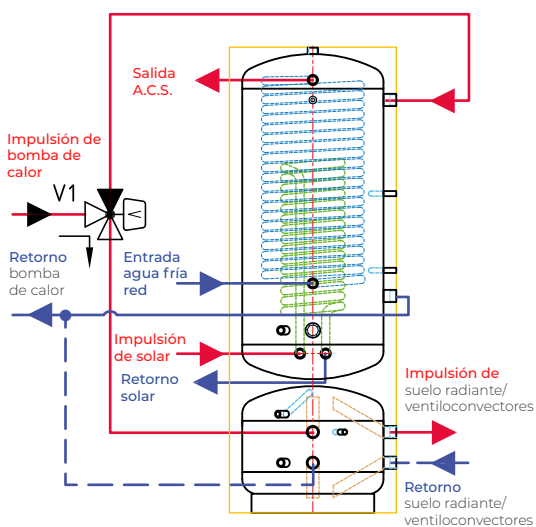 Salida
A.C.S.
Impulsión de
bomba de
calor
V1
V
Retorno
bomba
de calor
Entrada
agua fría
red
Impulsión
de solar
Retorno
solar
Impulsión de
suelo radiante/
ventiloconvectores
Retorno
suelo radiante/
ventiloconvectores